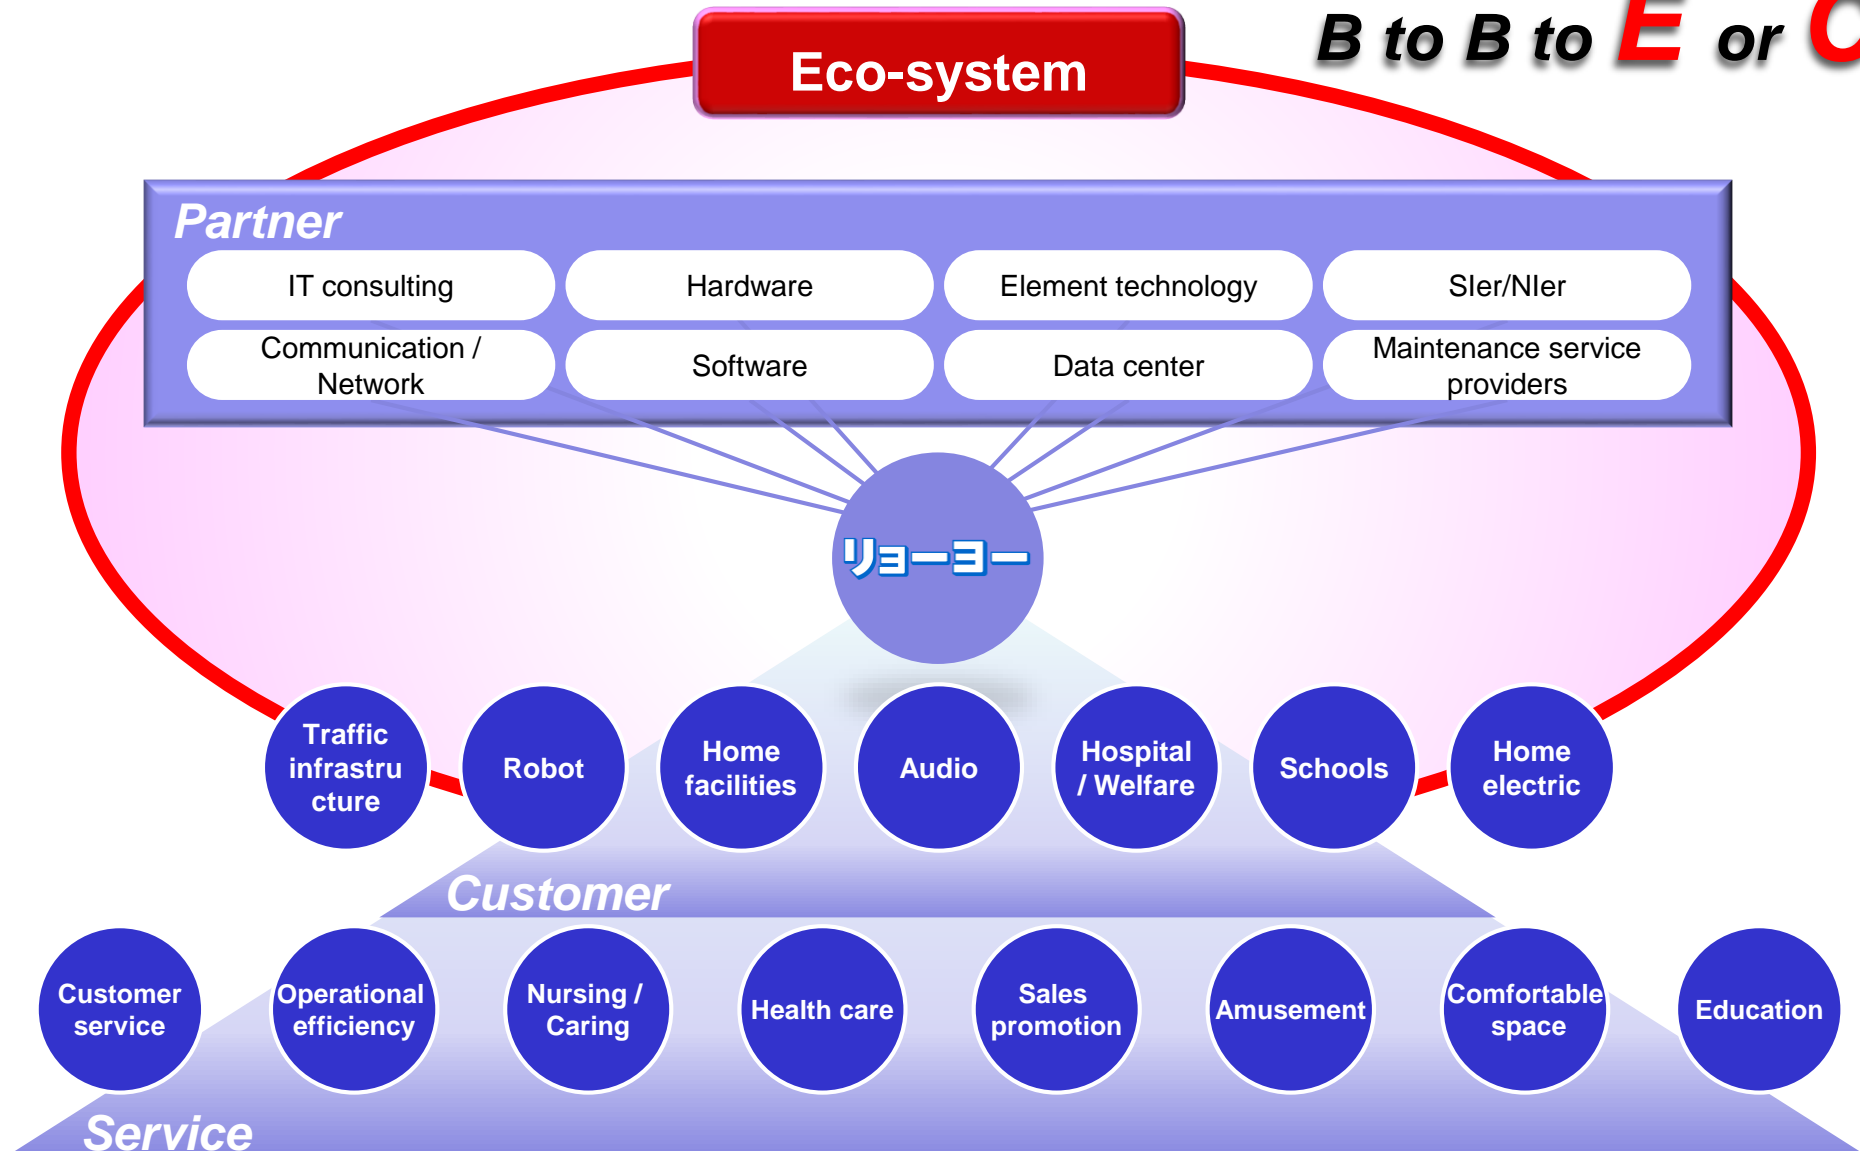 B to B to E or C
Eco-system
Partner
IT consulting
Hardware
Element technology
SIer/NIer
Communication /
Network
Software
Data center
Maintenance service
providers
リョーヨー
Traffic
infrastru
cture
Robot
Home
facilities
Audio
Hospital
/ Welfare
Schools
Home
electric
Customer
Customer
service
Operational
efficiency
Nursing /
Caring
Health care
Sales
promotion
Amusement
Comfortable
space
Education
Service